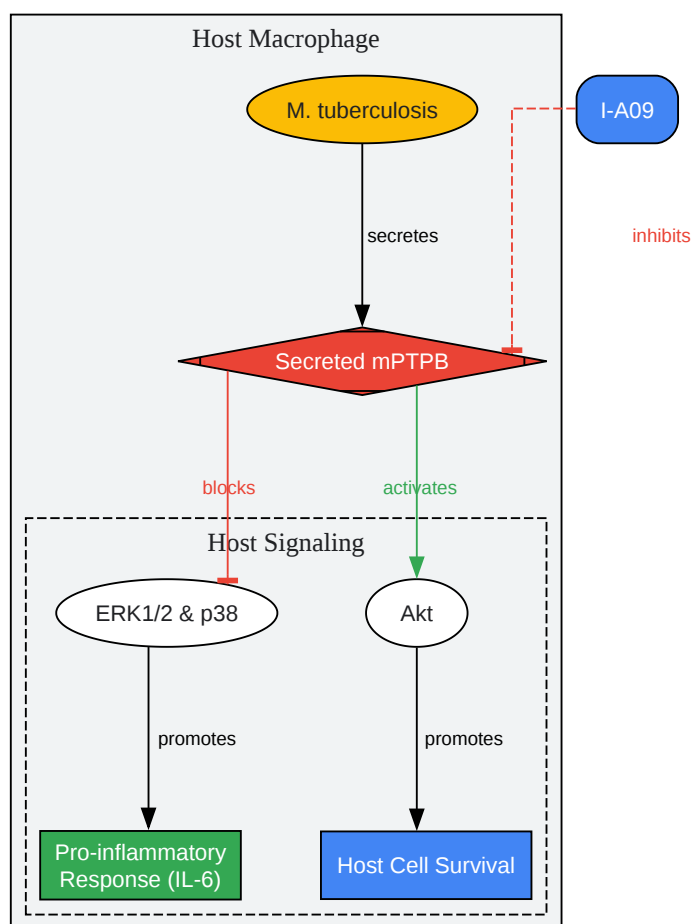 Host Macrophage
M. tuberculosis
I-A09
secretes
inhibits
Secreted mPTPB
blocks
activates
Host Signaling
ERK1/2 & p38
Akt
promotes
promotes
Pro-inflammatory
Response (IL-6)
Host Cell Survival